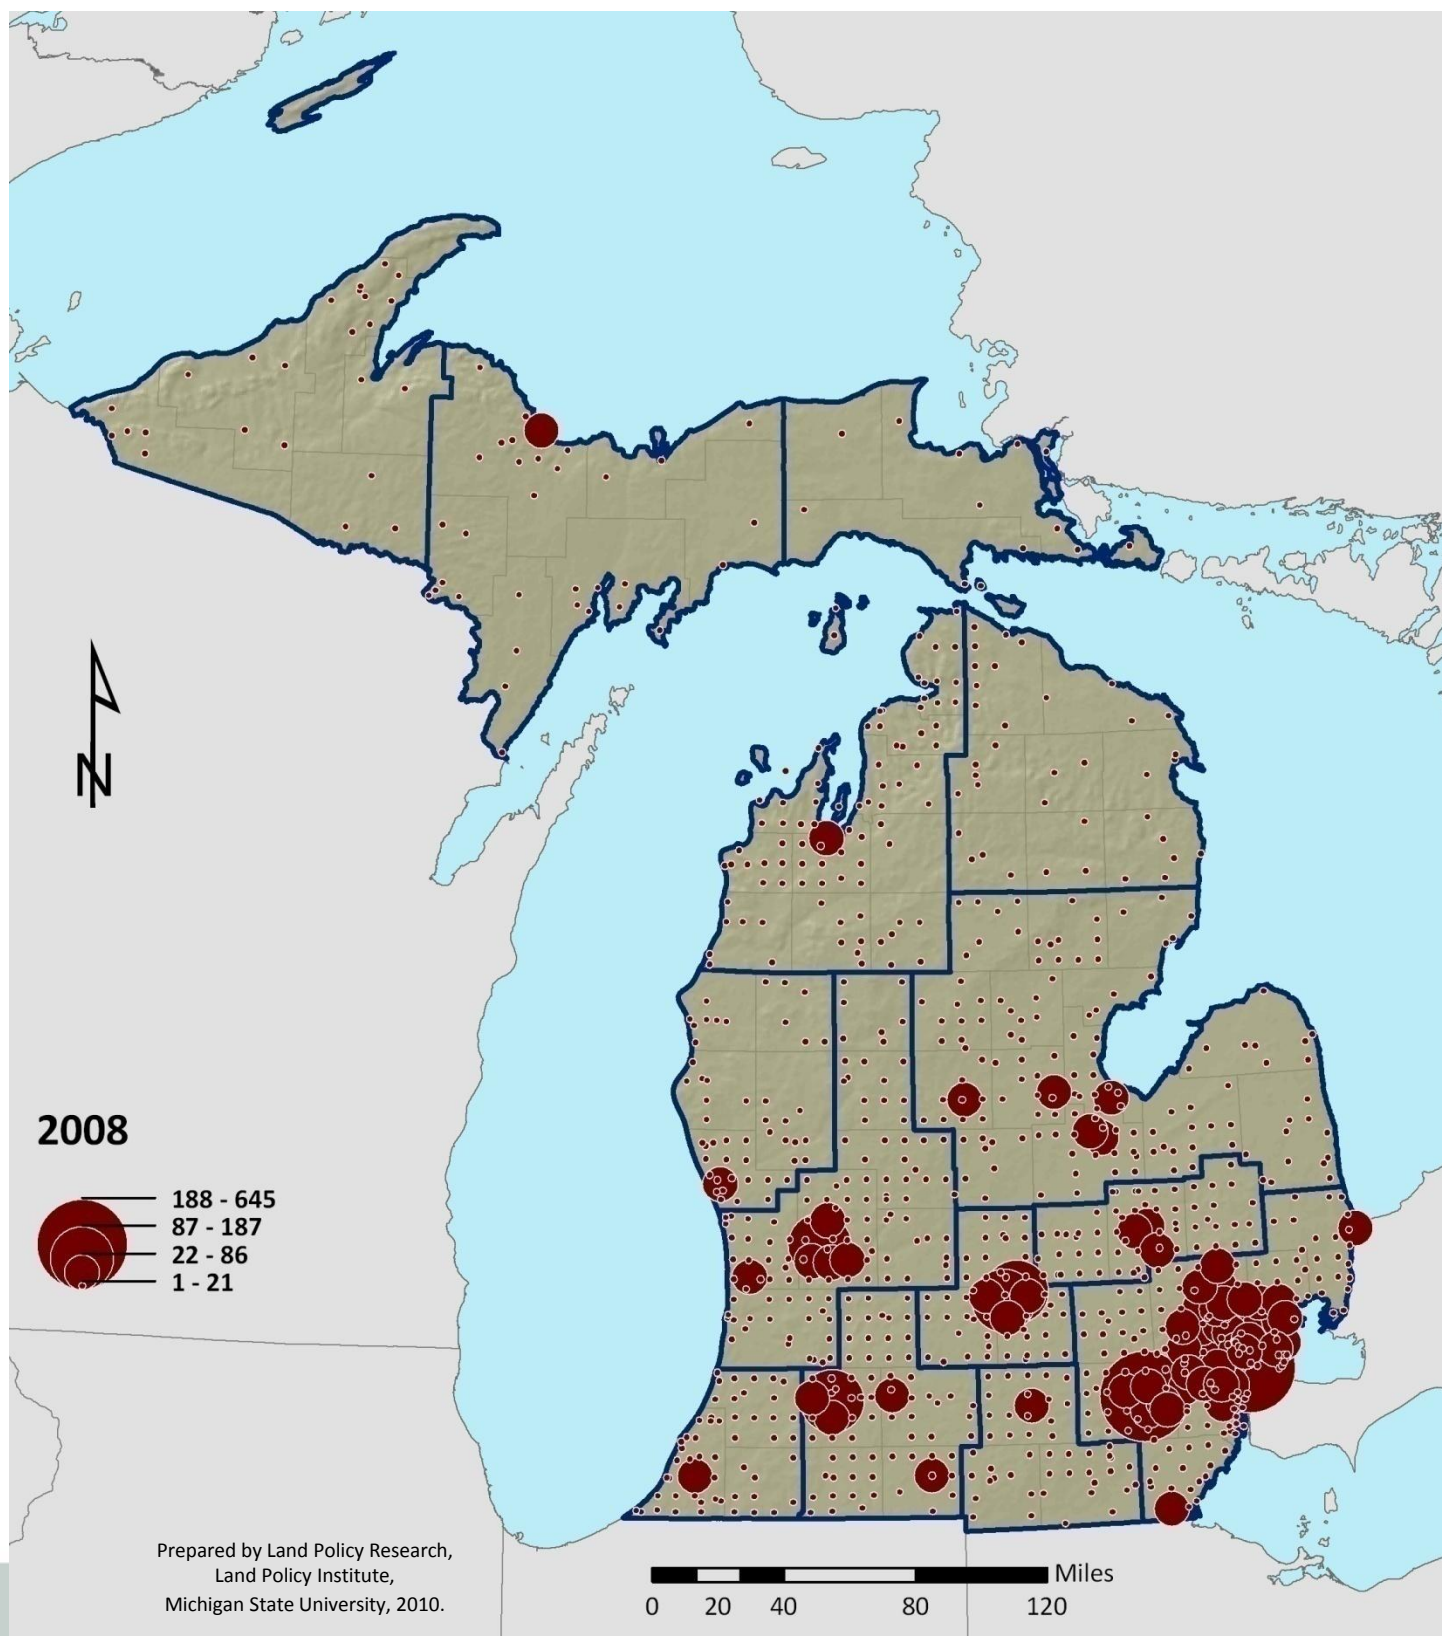 N
2008
188 - 645
87 - 187
22 - 86
1 - 21
Prepared by Land Policy Research,
Land Policy Institute,
Michigan State University, 2010.
Miles
0 20 40 80 120